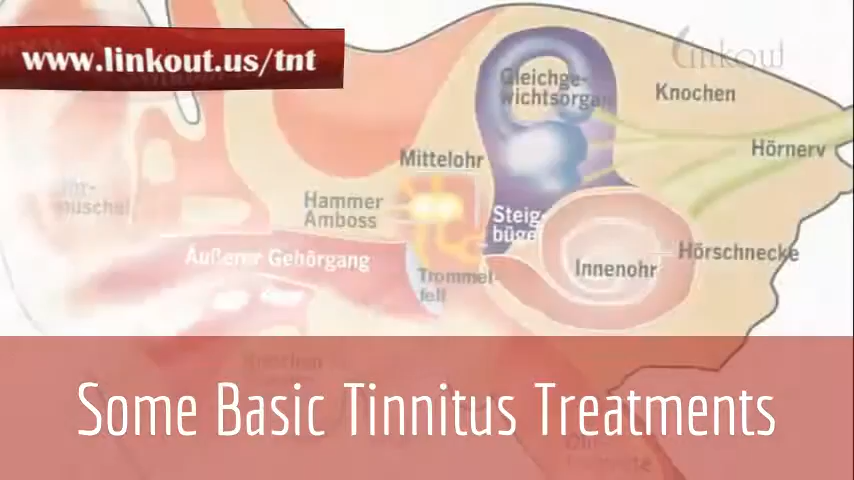 www.linkout.us/tnt
Linkout
Gleichge-
wichtsorgan
Knochen
Hörnerv
Mittelohr
Hammer
Amboss
Steig-
bügel
Äußerer Gehörgang
Trommel-
fell
Innenohr
Hörschnecke
Some Basic Tinnitus Treatments